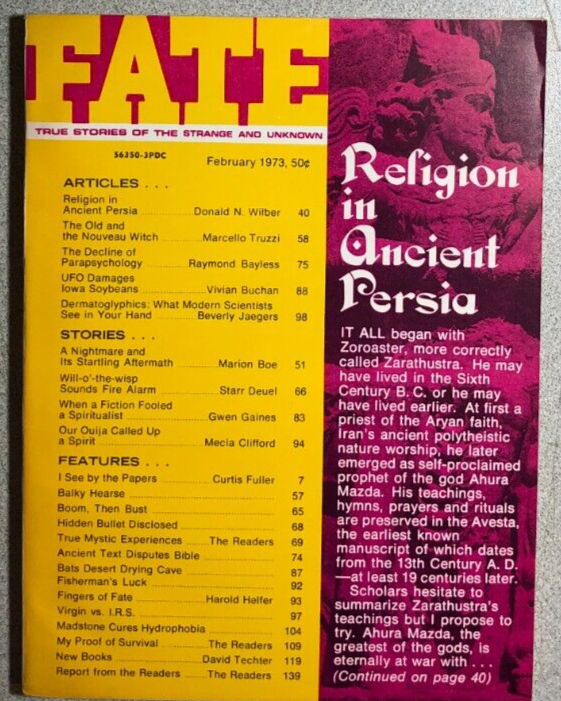 FATE
TRUE STORIES OF THE STRANGE AND UNKNOWN
56350-3PDC
February 1973, 50¢
ARTICLES . . .
Religion in
Ancient Persia Donald N. Wilber 40
The Old and
the Nouveau Witch Marcello Truzzi 58
The Decline of
Parapsychology Raymond Bayless 75
UFO Damages
Iowa Soybeans Vivian Buchan 88
Dermatoglyphics: What Modern Scientists
See in Your Hand Beverly Jaegers 98
STORIES . . .
A Nightmare and
Its Startling Aftermath Marion Boe 51
Will-o'-the-wisp
Sounds Fire Alarm Starr Deuel 66
When a Fiction Fooled
a Spiritualist Gwen Gaines 83
Our Ouija Called Up
a Spirit Mecia Clifford 94
FEATURES . . .
I See by the Papers Curtis Fuller 7
Balky Hearse 57
Boom, Then Bust 65
Hidden Bullet Disclosed 68
True Mystic Experiences The Readers 69
Ancient Text Disputes Bible 74
Bats Desert Drying Cave 87
Fisherman's Luck 92
Fingers of Fate Harold Helfer 93
Virgin vs. I.R.S. 97
Madstone Cures Hydrophobia 104
My Proof of Survival The Readers 109
New Books David Techter 119
Report from the Readers The Readers 139
Religion
in
Ancient
Persia
IT ALL began with
Zoroaster, more correctly
called Zarathustra. He may
have lived in the Sixth
Century B. C. or he may
have lived earlier. At first a
priest of the Aryan faith,
Iran's ancient polytheistic
nature worship, he later
emerged as self-proclaimed
prophet of the god Ahura
Mazda. His teachings,
hymns, prayers and rituals
are preserved in the Avesta,
the earliest known
manuscript of which dates
from the 13th Century A. D.
—at least 19 centuries later.
Scholars hesitate to
summarize Zarathustra's
teachings but I propose to
try. Ahura Mazda, the
greatest of the gods, is
eternally at war with . . .
(Continued on page 40)